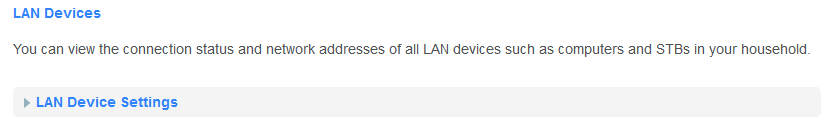 LAN Devices
You can view the connection status and network addresses of all LAN devices such as computers and STBs in your household.
LAN Device Settings